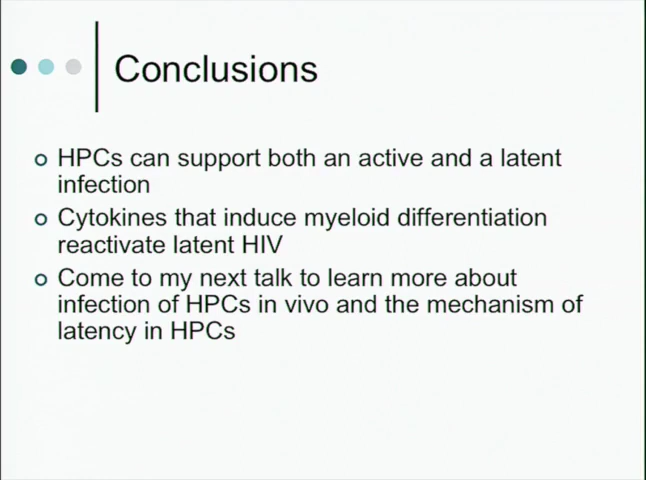 Conclusions
HPCs can support both an active and a latent
infection
Cytokines that induce myeloid differentiation
reactivate latent HIV
Come to my next talk to learn more about
infection of HPCs in vivo and the mechanism of
latency in HPCs